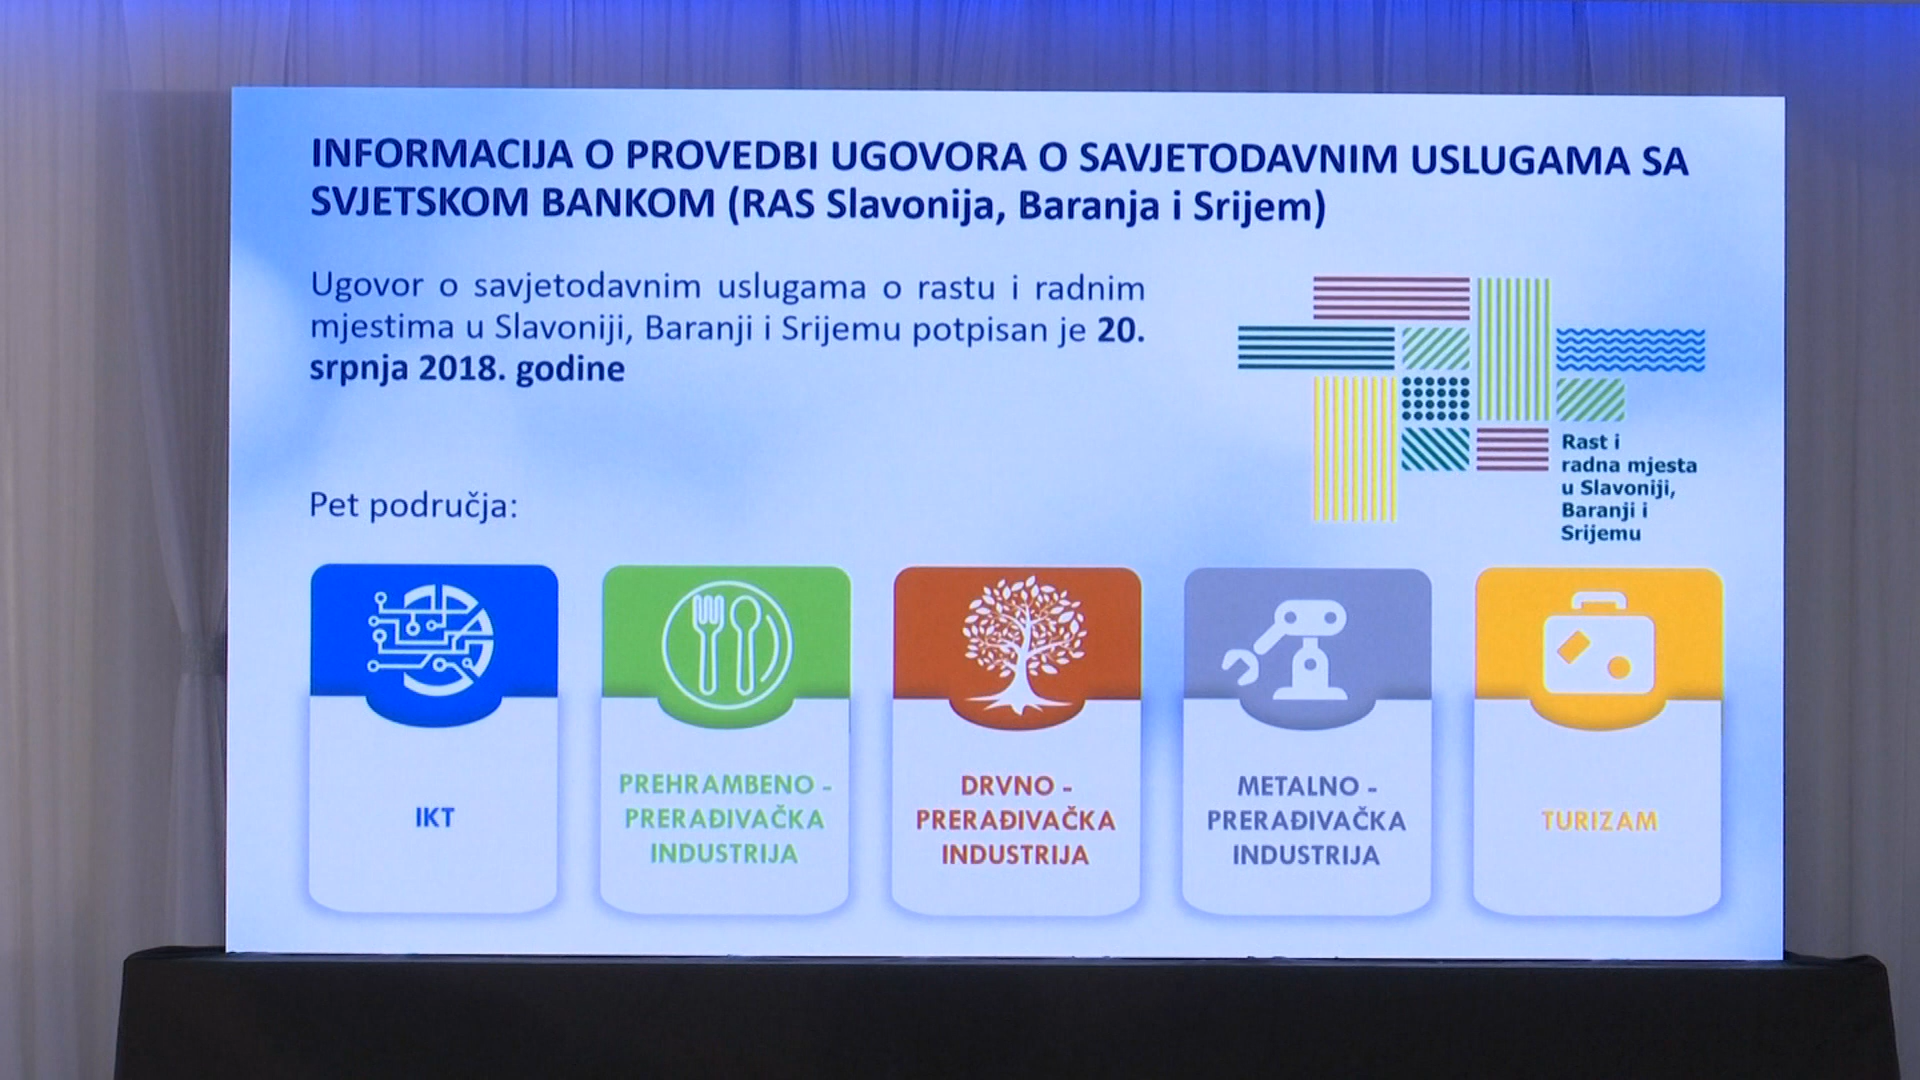 INFORMACIJA O PROVEDBI UGOVORA O SAVJETODAVNIM USLUGAMA SA
SVJETSKOM BANKOM (RAS Slavonija, Baranja i Srijem)
Ugovor o savjetodavnim uslugama o rastu i radnim
mjestima u Slavoniji, Baranji i Srijemu potpisan je 20.
srpnja 2018. godine
Rast i
radna mjesta
u Slavoniji,
Baranji i
Srijemu
Pet područja:
IKT
PREHRAMBENO -
PRERAĐIVAČKA
INDUSTRIJA
DRVNO -
PRERAĐIVAČKA
INDUSTRIJA
METALNO -
PRERAĐIVAČKA
INDUSTRIJA
TURIZAM